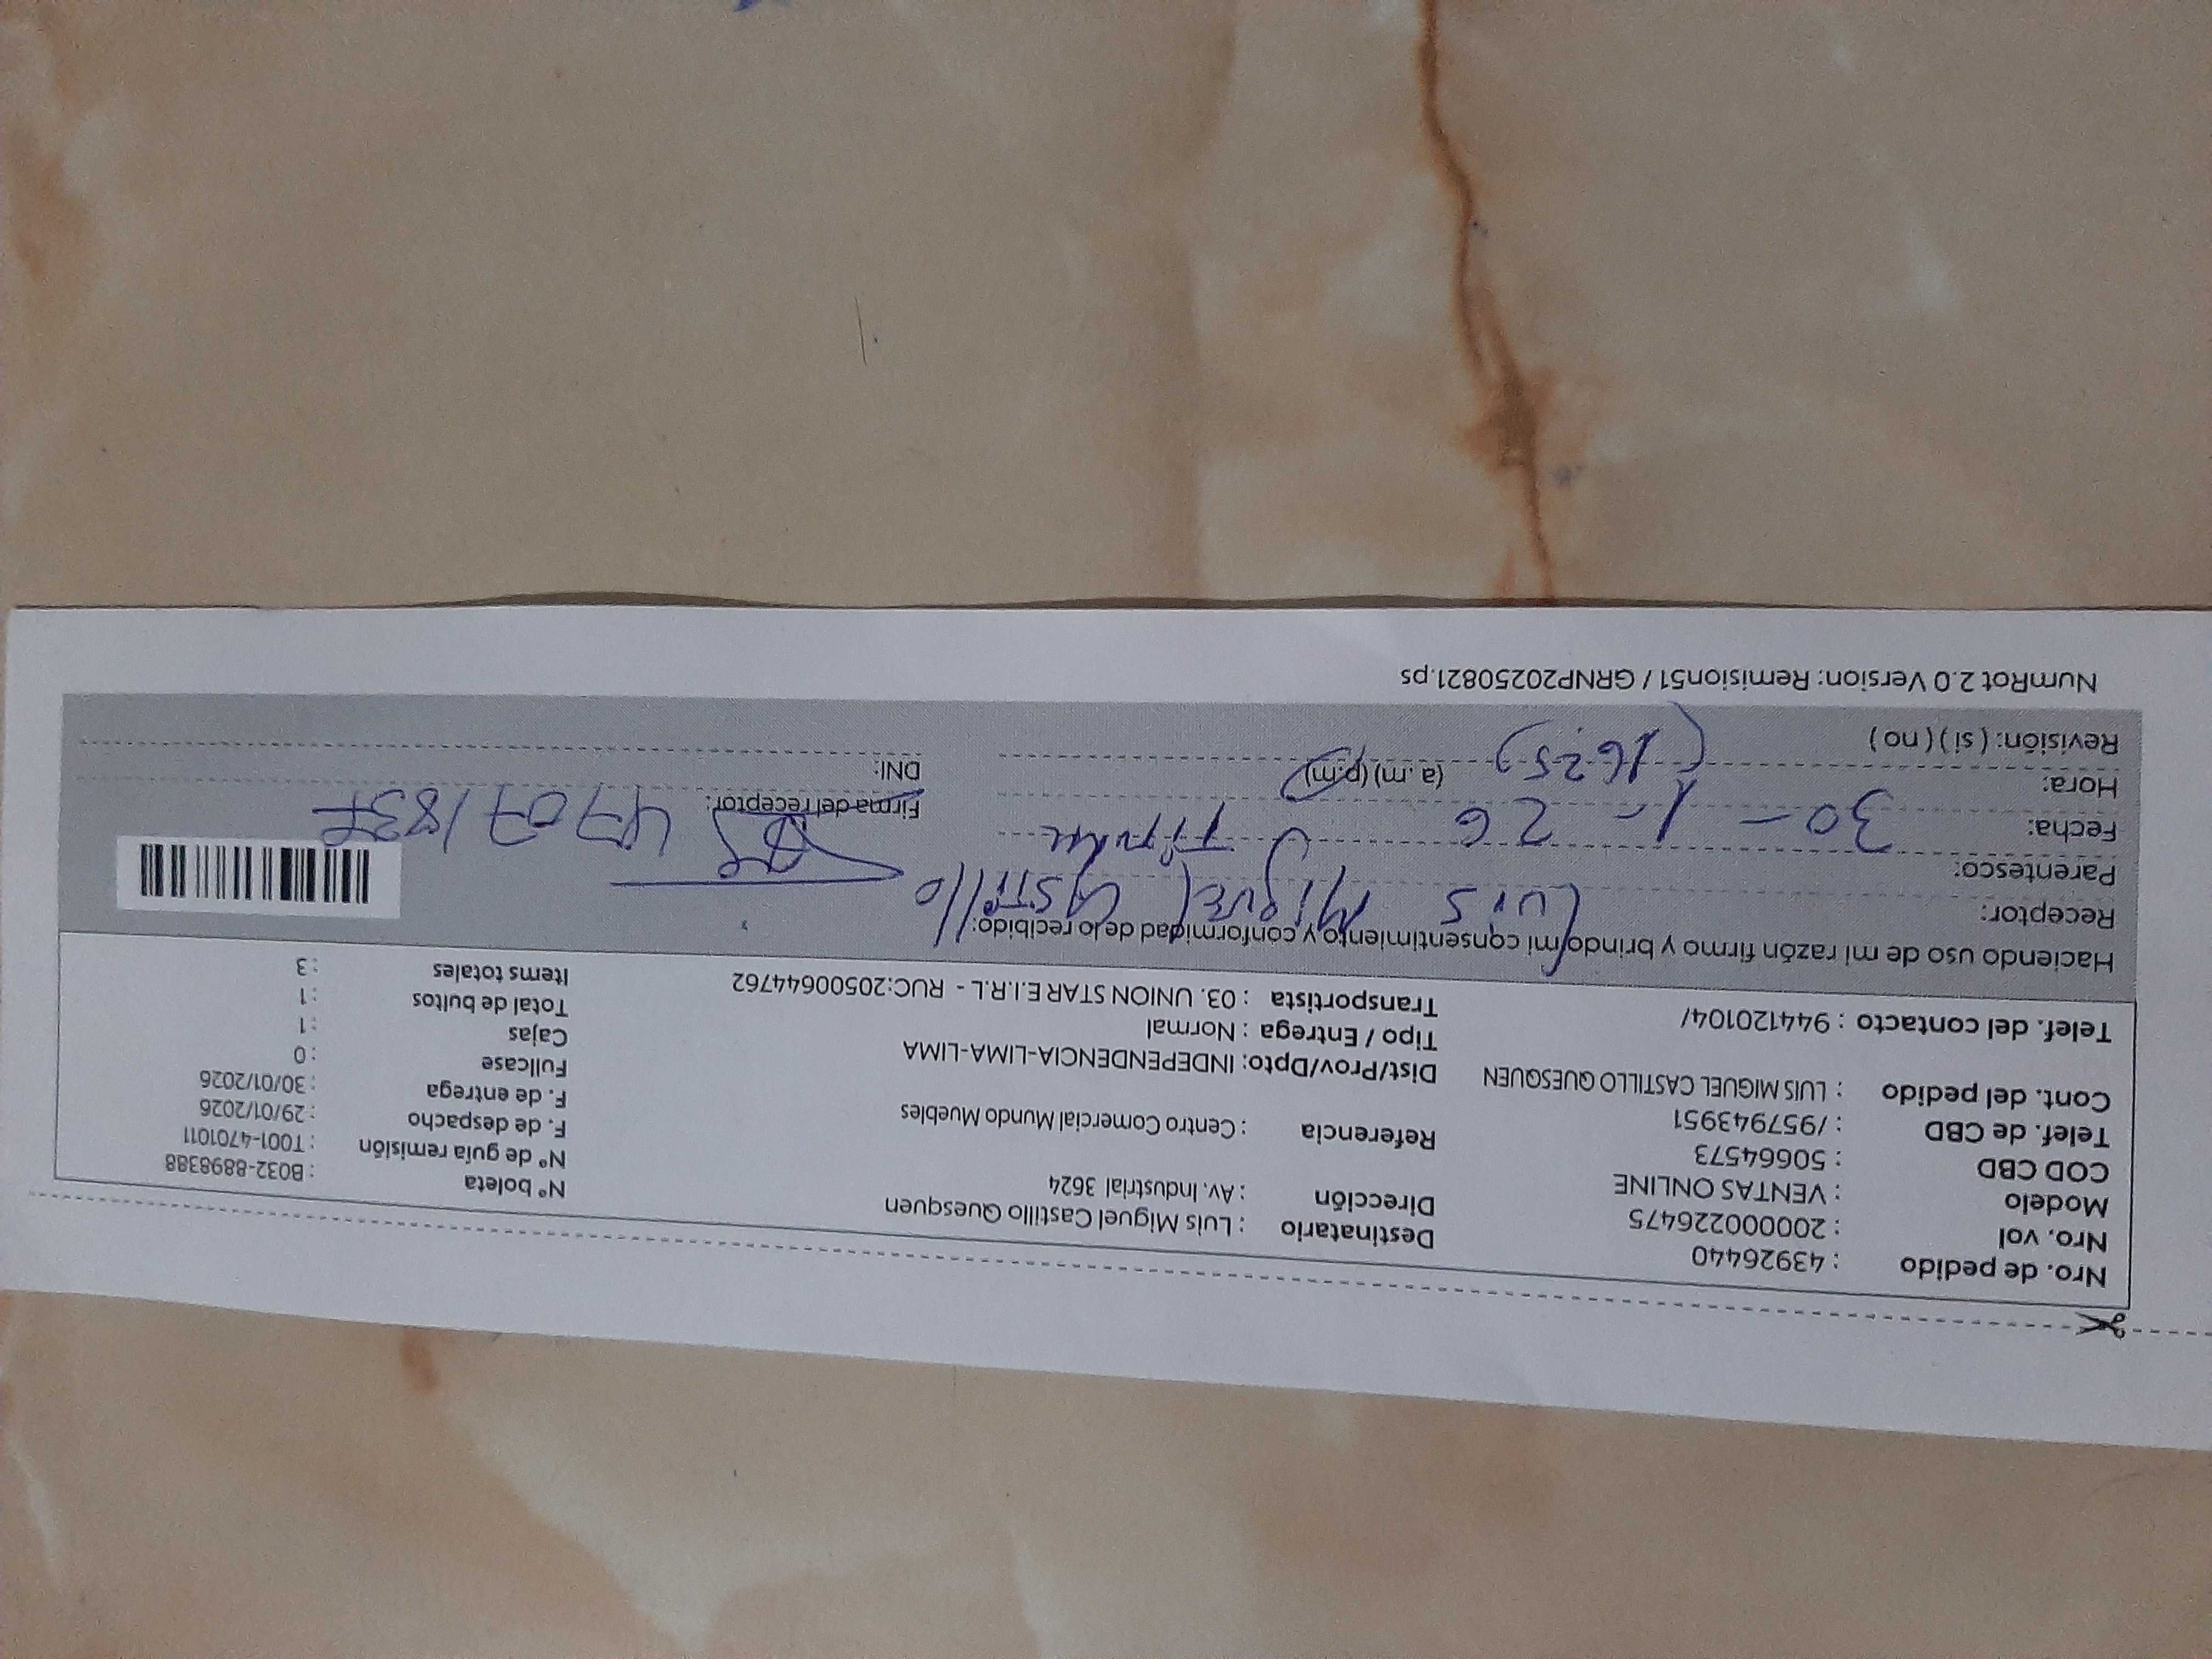 Nro. de pedido : 43926440
Nro. vol : 2000000226475
Modelo : VENTAS ONLINE
COD CBD : 50664573
Telef. de CBD : /957943951
Cont. del pedido : LUIS MIGUEL CASTILLO QUESQUEN
Telef. del contacto : 944120104/
Destinatario : Luis Miguel Castillo Quesquen
Dirección : Av. Industrial 3624
Referencia : Centro Comercial Mundo Muebles
Dist/Prov/Dpto: INDEPENDENCIA-LIMA-LIMA
Tipo / Entrega : Normal
Transportista : 03. UNION STAR E.I.R.L - RUC:20500644762
Nº boleta : B032-8898388
Nº de guía remisión : T001-4701011
F. de despacho : 29/01/2026
F. de entrega : 30/01/2026
Fullcase : 0
Cajas : 1
Total de bultos : 1
Items totales : 3
Haciendo uso de mi razón firmo y brindo mi consentimiento y conformidad de lo recibido:
Receptor: Luis Miguel Castillo
Parentesco: Titular
Fecha: 30-1-26
Hora: (16:25) (a.m) (p.m)
Revisión: ( si ) ( no )
Firma del receptor:
DNI:
NumRot 2.0 Version: Remision51 / GRNP20250821.ps